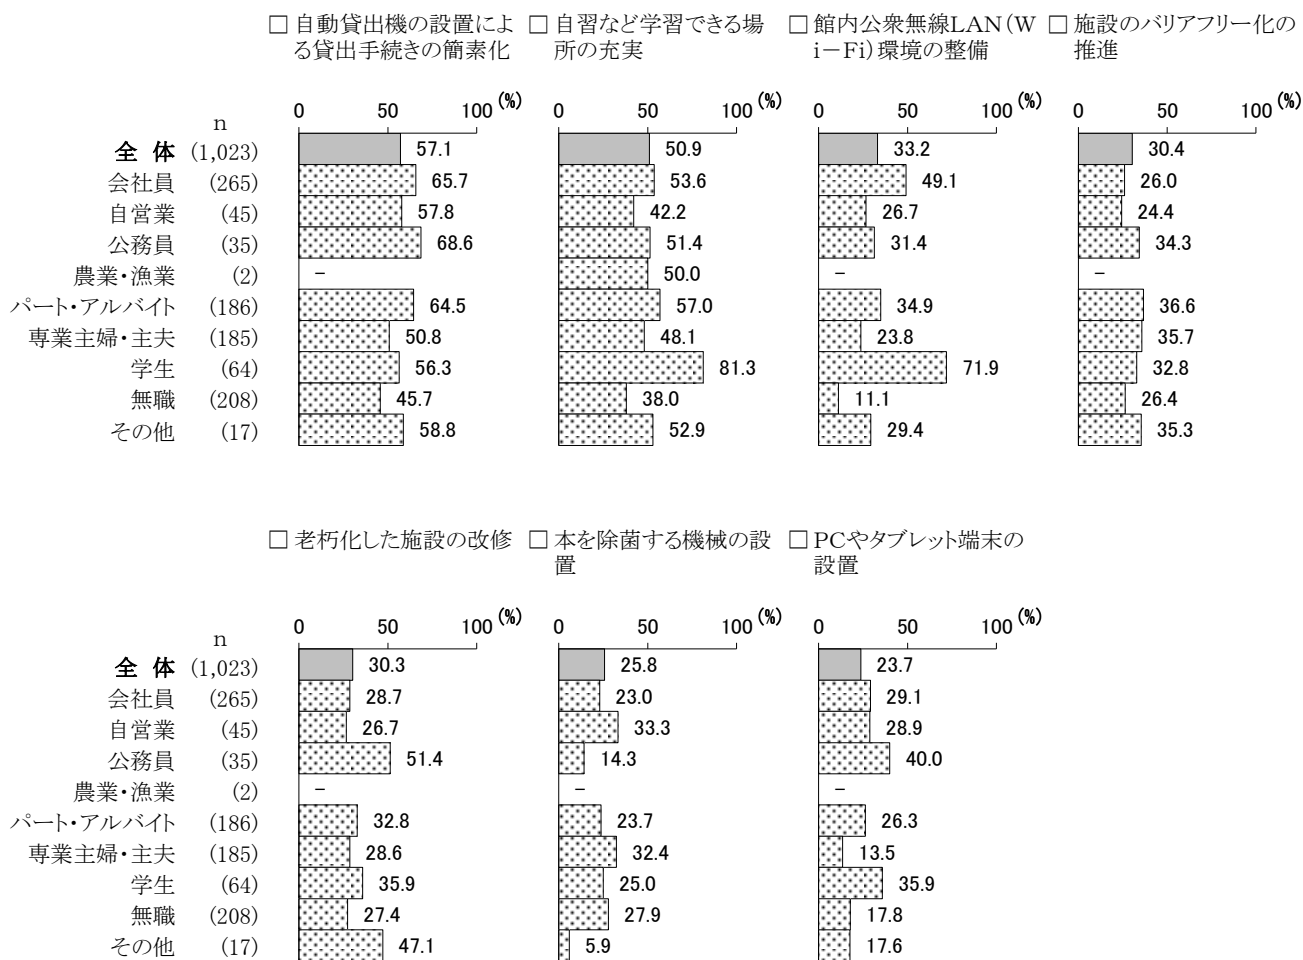 □ 自動貸出機の設置によ □ 自習など学習できる場 □ 館内公衆無線LAN（W □ 施設のバリアフリー化の
る貸出手続きの簡素化 所の充実 i－Fi）環境の整備 推進
0 50 100 (%) 0 50 100 (%) 0 50 100 (%) 0 50 100 (%)
n
全 体 (1,023) 57.1 50.9 33.2 30.4
会社員 (265) 65.7 53.6 49.1 26.0
自営業 (45) 57.8 42.2 26.7 24.4
公務員 (35) 68.6 51.4 31.4 34.3
農業・漁業 (2) － 50.0 － －
パート・アルバイト (186) 64.5 57.0 34.9 36.6
専業主婦・主夫 (185) 50.8 48.1 23.8 35.7
学生 (64) 56.3 81.3 71.9 32.8
無職 (208) 45.7 38.0 11.1 26.4
その他 (17) 58.8 52.9 29.4 35.3
□ 老朽化した施設の改修 □ 本を除菌する機械の設 □ PCやタブレット端末の
置 設置
0 50 100 (%) 0 50 100 (%) 0 50 100 (%)
n
全 体 (1,023) 30.3 25.8 23.7
会社員 (265) 28.7 23.0 29.1
自営業 (45) 26.7 33.3 28.9
公務員 (35) 51.4 14.3 40.0
農業・漁業 (2) － － －
パート・アルバイト (186) 32.8 23.7 26.3
専業主婦・主夫 (185) 28.6 32.4 13.5
学生 (64) 35.9 25.0 35.9
無職 (208) 27.4 27.9 17.8
その他 (17) 47.1 5.9 17.6